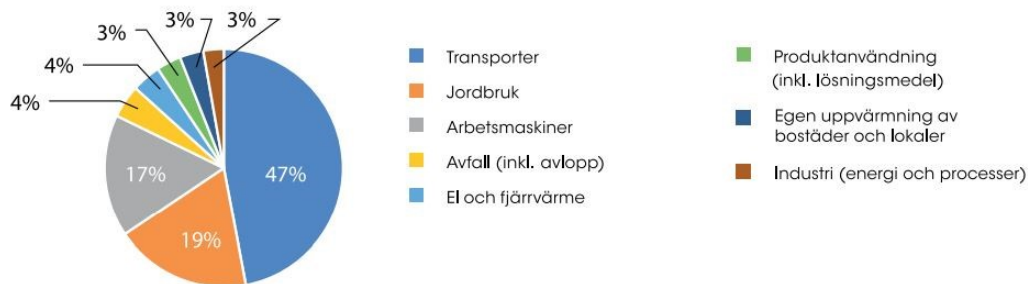 3%
3%
3%
4%
4%
17%
47%
19%
Transporter
Jordbruk
Arbetsmaskiner
Avfall (inkl. avlopp)
El och fjärrvärme
Produktanvändning
(inkl. lösningsmedel)
Egen uppvärmning av
bostäder och lokaler
Industri (energi och processer)